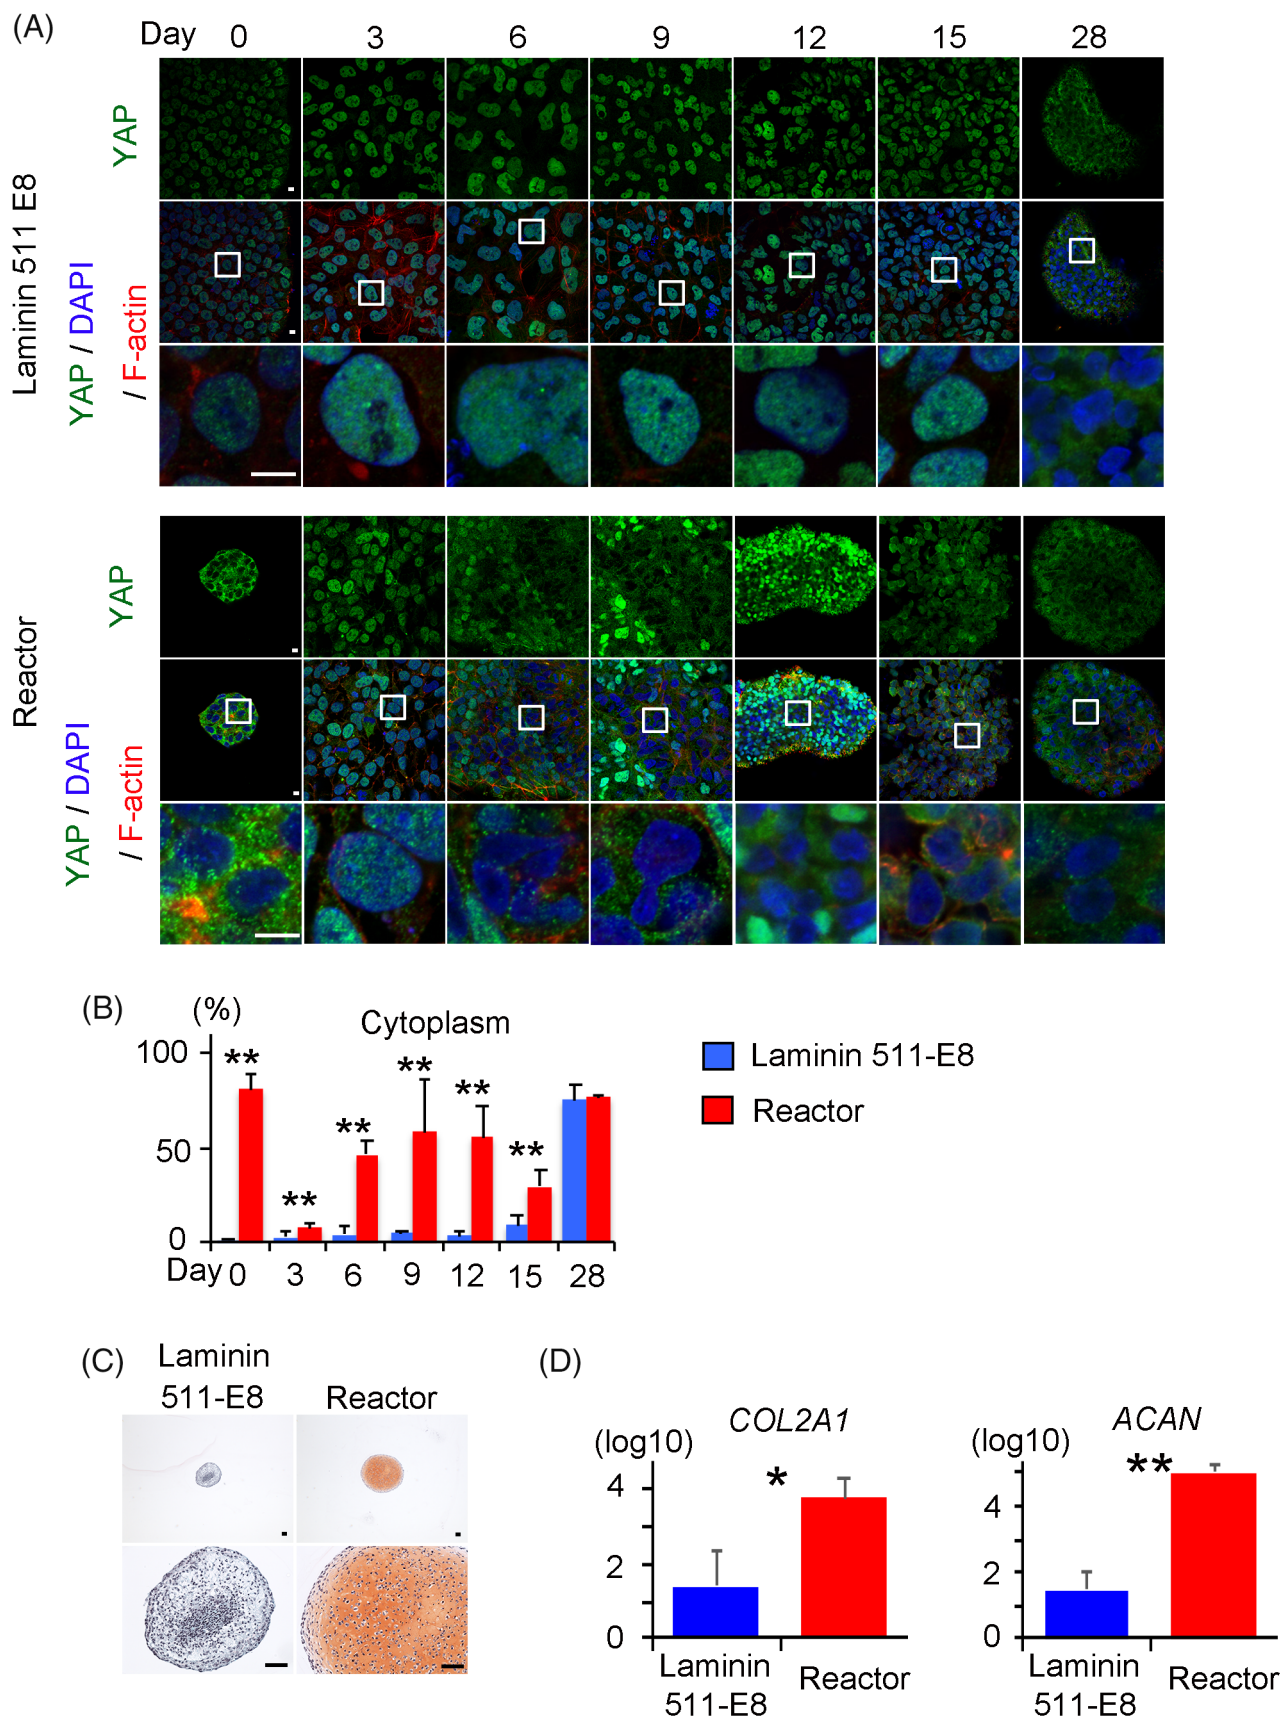 (A)
Day 0 3 6 9 12 15 28
Laminin 511 E8
YAP
YAP / DAPI
/ F-actin
Reactor
YAP
YAP / DAPI
/ F-actin
(B)
(%)
Cytoplasm
100
50
0
** ** ** ** ** **
Day 0 3 6 9 12 15 28
Laminin 511-E8
Reactor
(C)
Laminin
511-E8
Reactor
(D)
(log10)
COL2A1
4
2
0
*
Laminin
511-E8
Reactor
(log10)
ACAN
4
2
0
**
Laminin
511-E8
Reactor